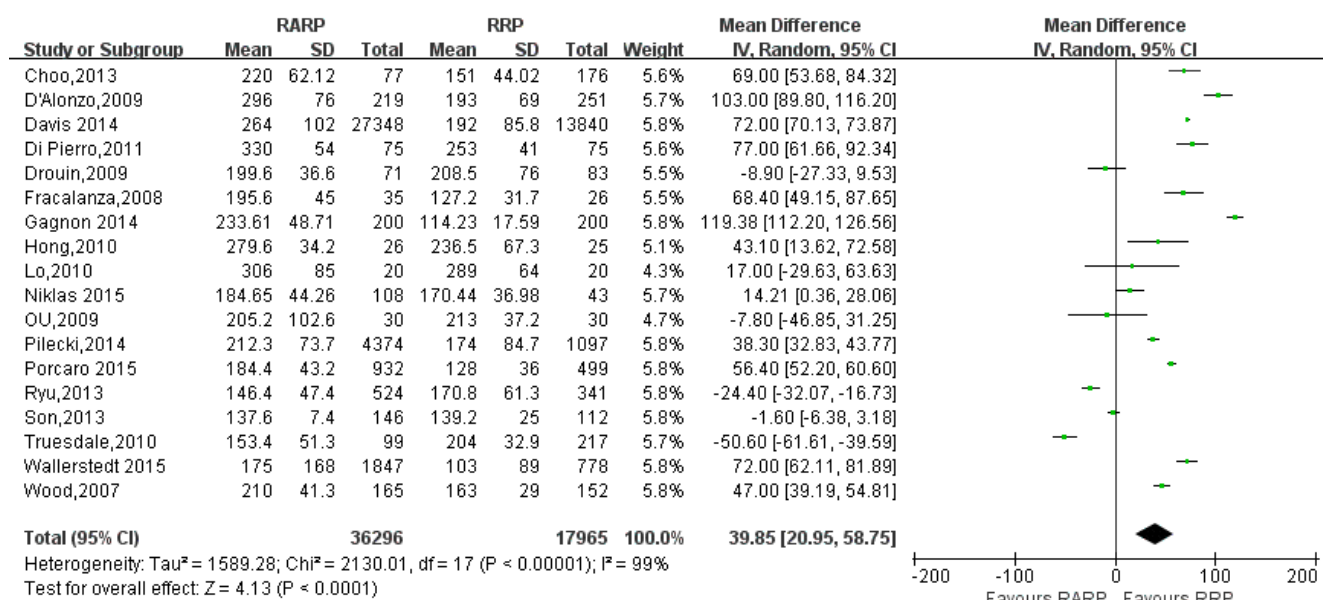 RARP RRP Mean Difference Mean Difference
Study or Subgroup Mean SD Total Mean SD Total Weight IV, Random, 95% CI IV, Random, 95% CI
Choo,2013 220 62.12 77 151 44.02 176 5.6% 69.00 [53.68, 84.32]
D'Alonzo,2009 296 76 219 193 69 251 5.7% 103.00 [89.80, 116.20]
Davis 2014 264 102 27348 192 85.8 13840 5.8% 72.00 [70.13, 73.87]
Di Pierro,2011 330 54 75 253 41 75 5.6% 77.00 [61.66, 92.34]
Drouin,2009 199.6 36.6 71 208.5 76 83 5.5% -8.90 [-27.33, 9.53]
Fracalanza,2008 195.6 45 35 127.2 31.7 26 5.5% 68.40 [49.15, 87.65]
Gagnon 2014 233.61 48.71 200 114.23 17.59 200 5.8% 119.38 [112.20, 126.56]
Hong,2010 279.6 34.2 26 236.5 67.3 25 5.1% 43.10 [13.62, 72.58]
Lo,2010 306 85 20 289 64 20 4.3% 17.00 [-29.63, 63.63]
Niklas 2015 184.65 44.26 108 170.44 36.98 43 5.7% 14.21 [0.36, 28.06]
OU,2009 205.2 102.6 30 213 37.2 30 4.7% -7.80 [-46.85, 31.25]
Pilecki,2014 212.3 73.7 4374 174 84.7 1097 5.8% 38.30 [32.83, 43.77]
Porcaro 2015 184.4 43.2 932 128 36 499 5.8% 56.40 [52.20, 60.60]
Ryu,2013 146.4 47.4 524 170.8 61.3 341 5.8% -24.40 [-32.07, -16.73]
Son,2013 137.6 7.4 146 139.2 25 112 5.8% -1.60 [-6.38, 3.18]
Truesdale,2010 153.4 51.3 99 204 32.9 217 5.7% -50.60 [-61.61, -39.59]
Wallerstedt 2015 175 168 1847 103 89 778 5.8% 72.00 [62.11, 81.89]
Wood,2007 210 41.3 165 163 29 152 5.8% 47.00 [39.19, 54.81]
Total (95% CI) 36296 17965 100.0% 39.85 [20.95, 58.75]
Heterogeneity: Tau² = 1589.28; Chi² = 2130.01, df = 17 (P < 0.00001); I² = 99%
Test for overall effect: Z = 4.13 (P < 0.0001)
-200 -100 0 100 200
Favours RARP Favours RRP